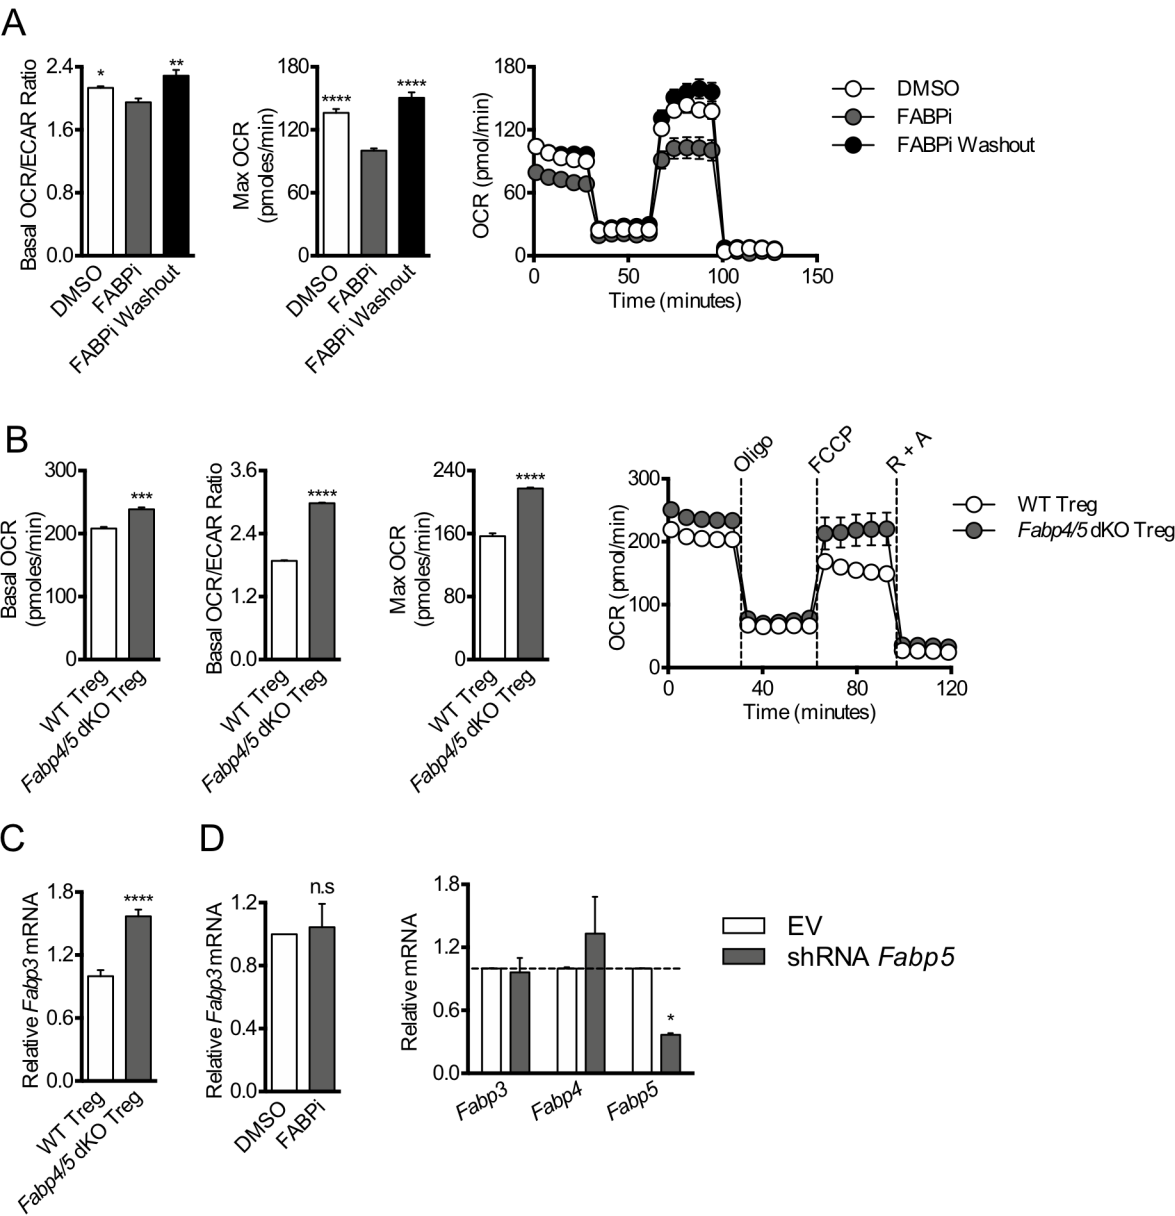 A
Basal OCR/ECAR Ratio
2.4
1.6
0.8
0.0
*
**
DMSO
FABPi
FABPi Washout
Max OCR
(pmoles/min)
180
120
60
0
****
****
DMSO
FABPi
FABPi Washout
OCR (pmol/min)
180
120
60
0
0
50
100
150
Time (minutes)
DMSO
FABPi
FABPi Washout
B
Basal OCR
(pmoles/min)
300
200
100
0
***
WT Treg
Fabp4/5 dKO Treg
Basal OCR/ECAR Ratio
3.6
2.4
1.2
0.0
****
WT Treg
Fabp4/5 dKO Treg
Max OCR
(pmoles/min)
240
160
80
0
****
WT Treg
Fabp4/5 dKO Treg
OCR (pmol/min)
300
200
100
0
Oligo
FCCP
R + A
0
40
80
120
Time (minutes)
WT Treg
Fabp4/5 dKO Treg
C
Relative Fabp3 mRNA
1.8
1.2
0.6
0.0
****
WT Treg
Fabp4/5 dKO Treg
D
Relative Fabp3 mRNA
1.2
0.8
0.4
0.0
n.s
DMSO
FABPi
Relative mRNA
1.8
1.2
0.6
0.0
*
Fabp3
Fabp4
Fabp5
EV
shRNA Fabp5